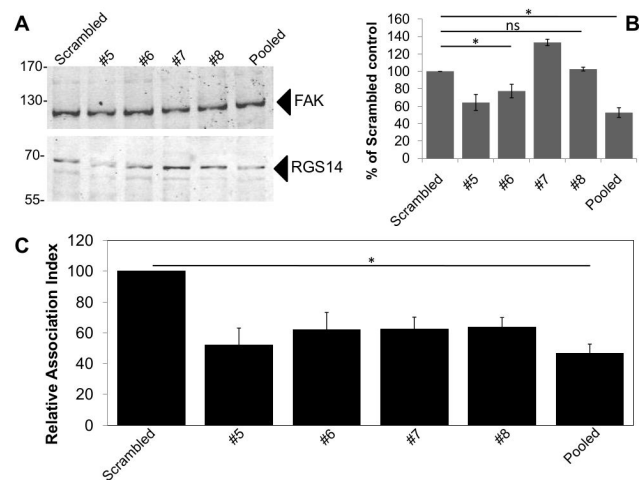 A
Scrambled #5 #6 #7 #8 Pooled
170-
130-
FAK
70-
55-
RGS14
B
% of Scrambled control
160
140
120
100
80
60
40
20
0
*
ns
*
Scrambled #5 #6 #7 #8 Pooled
C
Relative Association Index
120
100
80
60
40
20
0
*
Scrambled #5 #6 #7 #8 Pooled